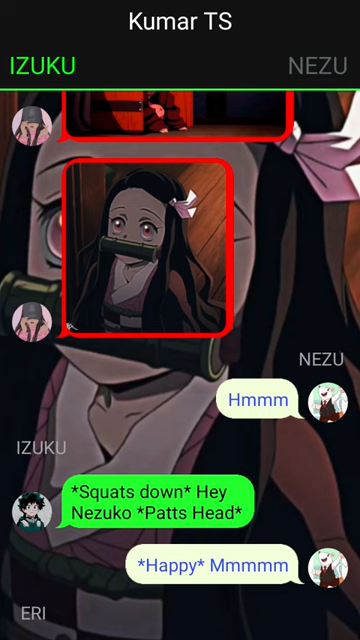 Kumar TS
IZUKU
NEZU
NEZU
Hmmm
IZUKU
*Squats down* Hey
Nezuko *Patts Head*
*Happy* Mmmmm
ERI